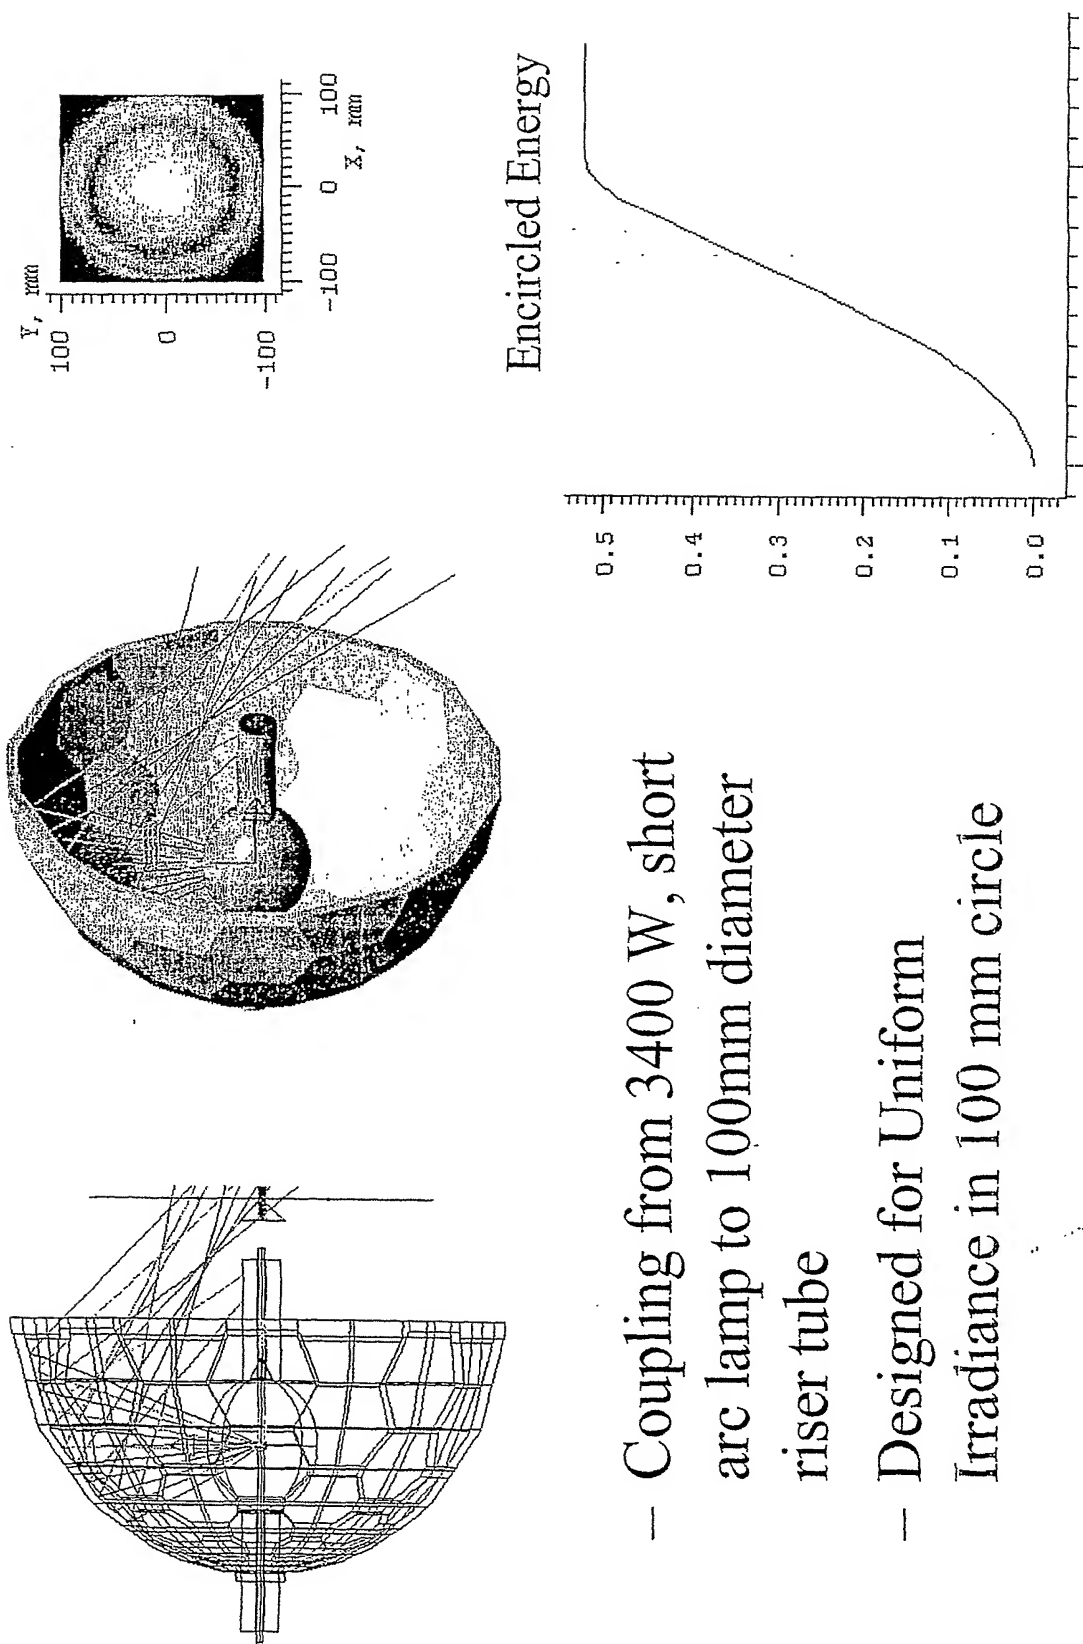 Y, mm
100
0
-100
-100
0
100
X, mm
Encircled Energy
0.5
0.4
0.3
0.2
0.1
0.0
– Coupling from 3400 W, short
arc lamp to 100mm diameter
riser tube
– Designed for Uniform
Irradiance in 100 mm circle